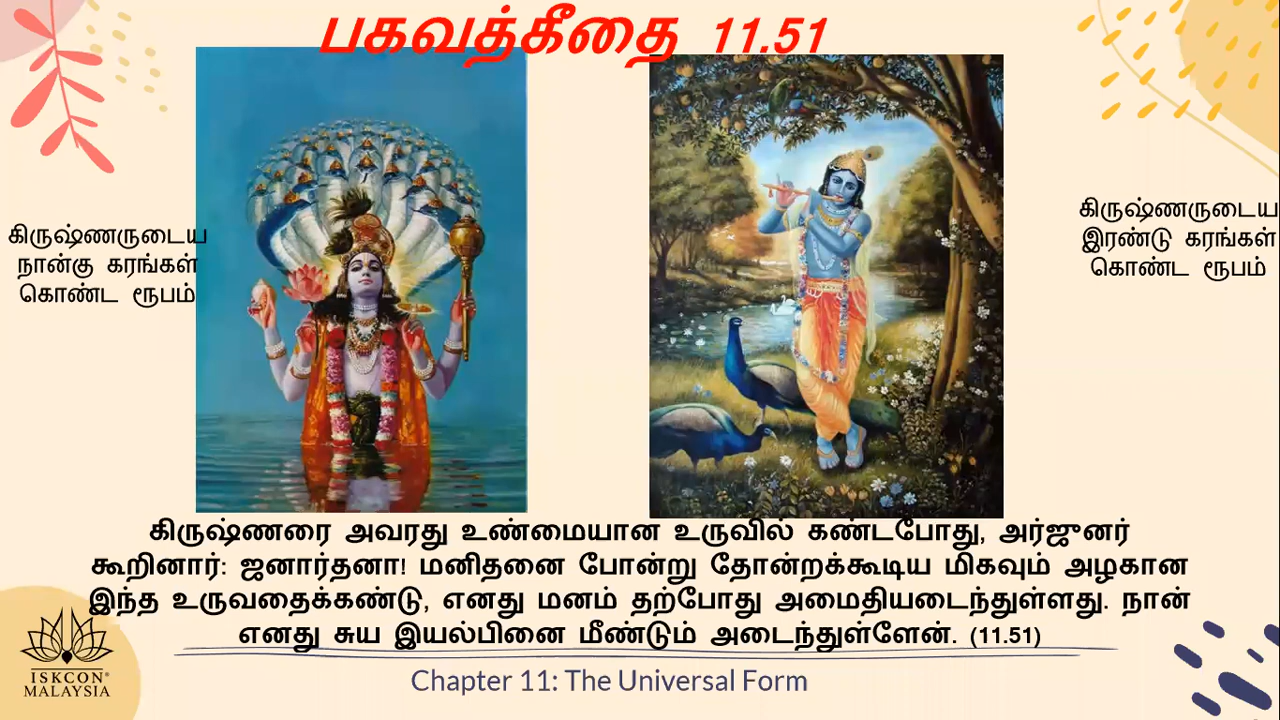 பகவத்கீதை 11.51
கிருஷ்ணருடைய
நான்கு கரங்கள்
கொண்ட ரூபம்
கிருஷ்ணருடைய
இரண்டு கரங்கள்
கொண்ட ரூபம்
கிருஷ்ணரை அவரது உண்மையான உருவில் கண்டபோது, அர்ஜுனர்
கூறினார்: ஜனார்தனா! மனிதனை போன்று தோன்றக்கூடிய மிகவும் அழகான
இந்த உருவதைக்கண்டு, எனது மனம் தற்போது அமைதியடைந்துள்ளது. நான்
எனது சுய இயல்பினை மீண்டும் அடைந்துள்ளேன். (11.51)
ISKCON®
MALAYSIA
Chapter 11: The Universal Form